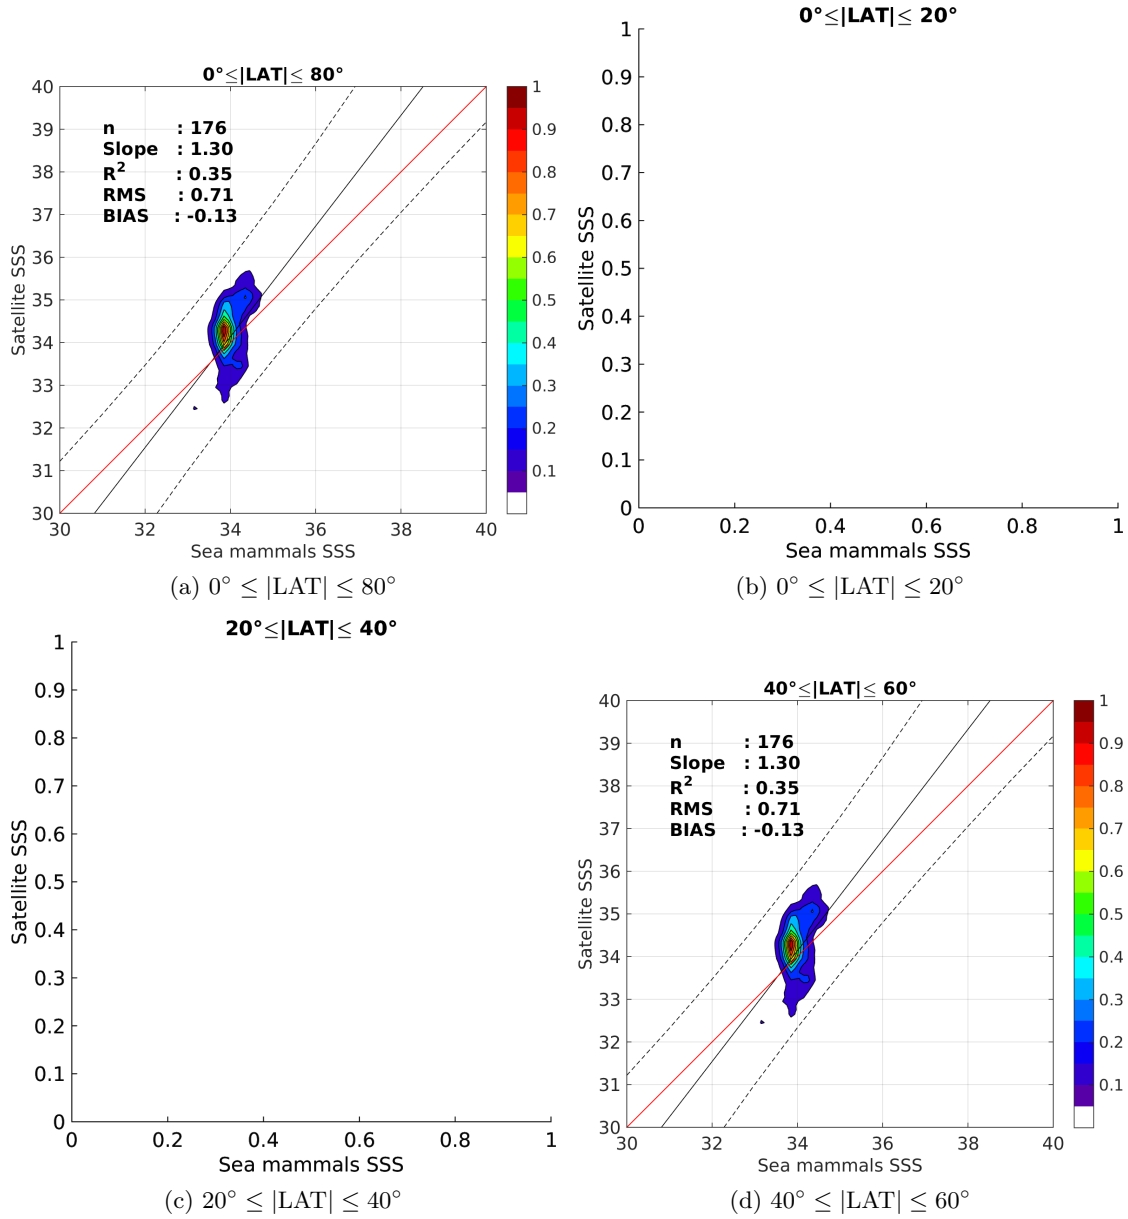 0°≤|LAT|≤ 80°
40
39
38
37
36
35
34
33
32
31
30
30 32 34 36 38 40
Satellite SSS
Sea mammals SSS
n : 176
Slope : 1.30
R² : 0.35
RMS : 0.71
BIAS : -0.13
1
0.9
0.8
0.7
0.6
0.5
0.4
0.3
0.2
0.1
(a) 0° ≤ |LAT| ≤ 80°
0°≤|LAT|≤ 20°
1
0.9
0.8
0.7
0.6
0.5
0.4
0.3
0.2
0.1
0
0 0.2 0.4 0.6 0.8 1
Satellite SSS
Sea mammals SSS
(b) 0° ≤ |LAT| ≤ 20°
20°≤|LAT|≤ 40°
1
0.9
0.8
0.7
0.6
0.5
0.4
0.3
0.2
0.1
0
0 0.2 0.4 0.6 0.8 1
Satellite SSS
Sea mammals SSS
(c) 20° ≤ |LAT| ≤ 40°
40°≤|LAT|≤ 60°
40
39
38
37
36
35
34
33
32
31
30
30 32 34 36 38 40
Satellite SSS
Sea mammals SSS
n : 176
Slope : 1.30
R² : 0.35
RMS : 0.71
BIAS : -0.13
1
0.9
0.8
0.7
0.6
0.5
0.4
0.3
0.2
0.1
(d) 40° ≤ |LAT| ≤ 60°